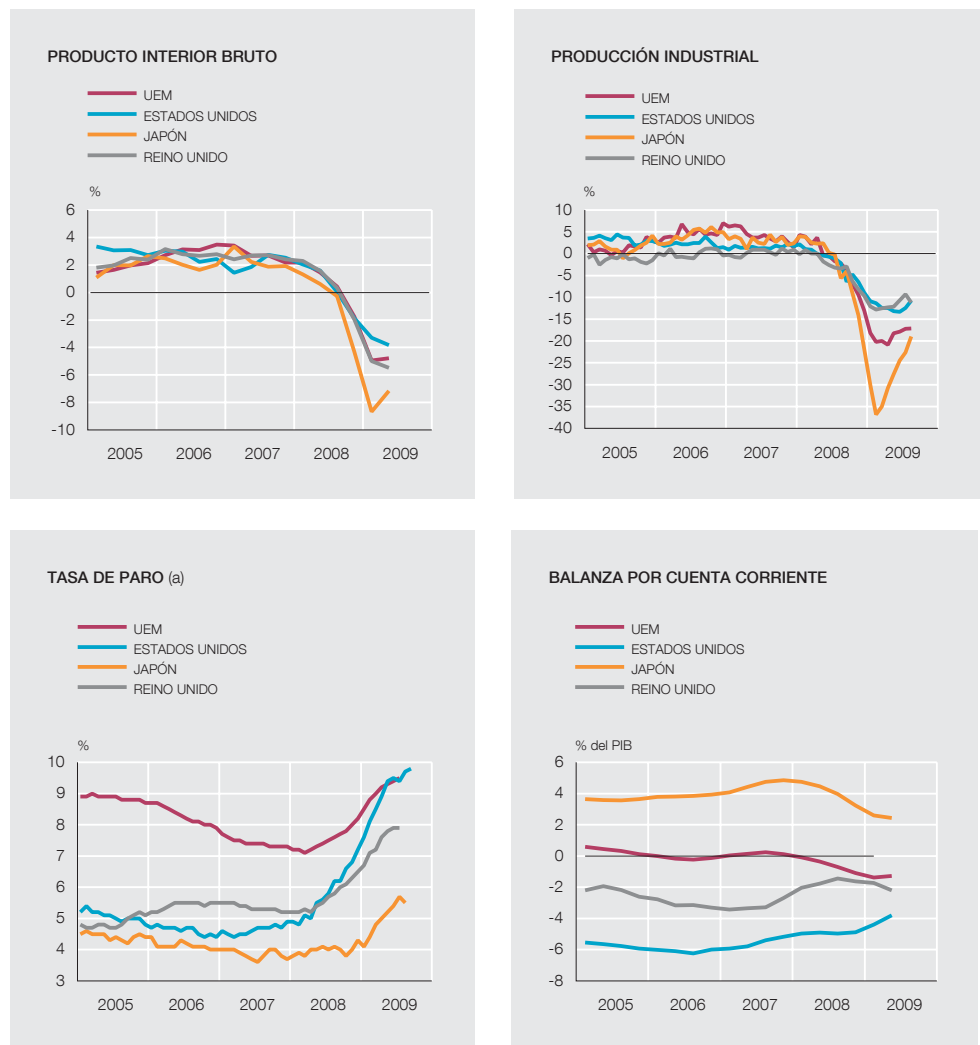 PRODUCTO INTERIOR BRUTO
UEM
ESTADOS UNIDOS
JAPÓN
REINO UNIDO
%
6
4
2
0
-2
-4
-6
-8
-10
2005 2006 2007 2008 2009
PRODUCCIÓN INDUSTRIAL
UEM
ESTADOS UNIDOS
JAPÓN
REINO UNIDO
%
10
5
0
-5
-10
-15
-20
-25
-30
-35
-40
2005 2006 2007 2008 2009
TASA DE PARO (a)
UEM
ESTADOS UNIDOS
JAPÓN
REINO UNIDO
%
10
9
8
7
6
5
4
3
2005 2006 2007 2008 2009
BALANZA POR CUENTA CORRIENTE
UEM
ESTADOS UNIDOS
JAPÓN
REINO UNIDO
% del PIB
6
4
2
0
-2
-4
-6
-8
2005 2006 2007 2008 2009